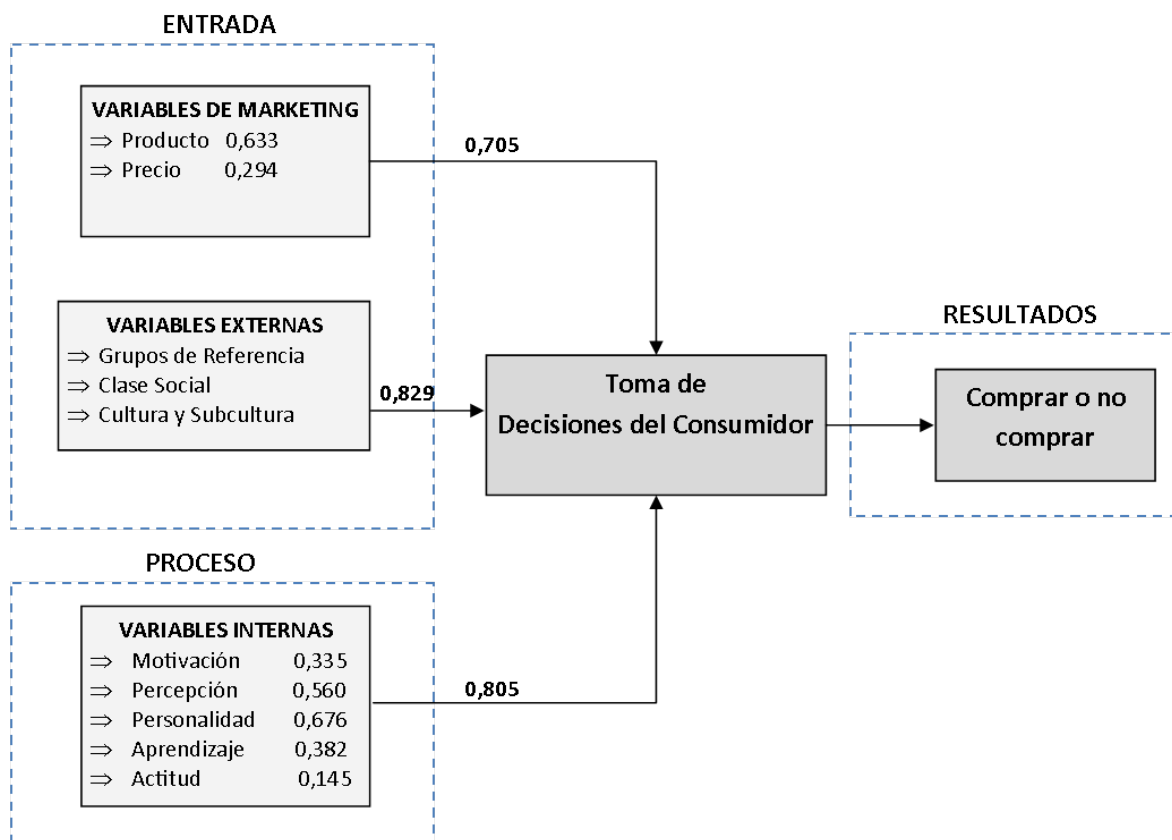 ENTRADA
VARIABLES DE MARKETING
⇒ Producto 0,633
⇒ Precio 0,294
0,705
VARIABLES EXTERNAS
⇒ Grupos de Referencia
⇒ Clase Social
⇒ Cultura y Subcultura
0,829
Toma de
Decisiones del Consumidor
RESULTADOS
Comprar o no
comprar
PROCESO
VARIABLES INTERNAS
⇒ Motivación 0,335
⇒ Percepción 0,560
⇒ Personalidad 0,676
⇒ Aprendizaje 0,382
⇒ Actitud 0,145
0,805